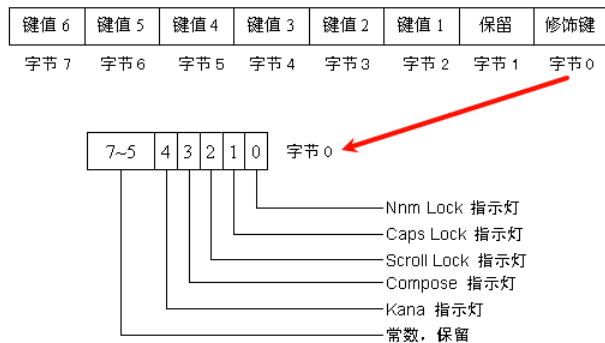 键值 6 键值 5 键值 4 键值 3 键值 2 键值 1 保留 修饰键
字节 7 字节 6 字节 5 字节 4 字节 3 字节 2 字节 1 字节 0
7~5 4 3 2 1 0 字节 0
Nnm Lock 指示灯
Caps Lock 指示灯
Scroll Lock 指示灯
Compose 指示灯
Kana 指示灯
常数，保留